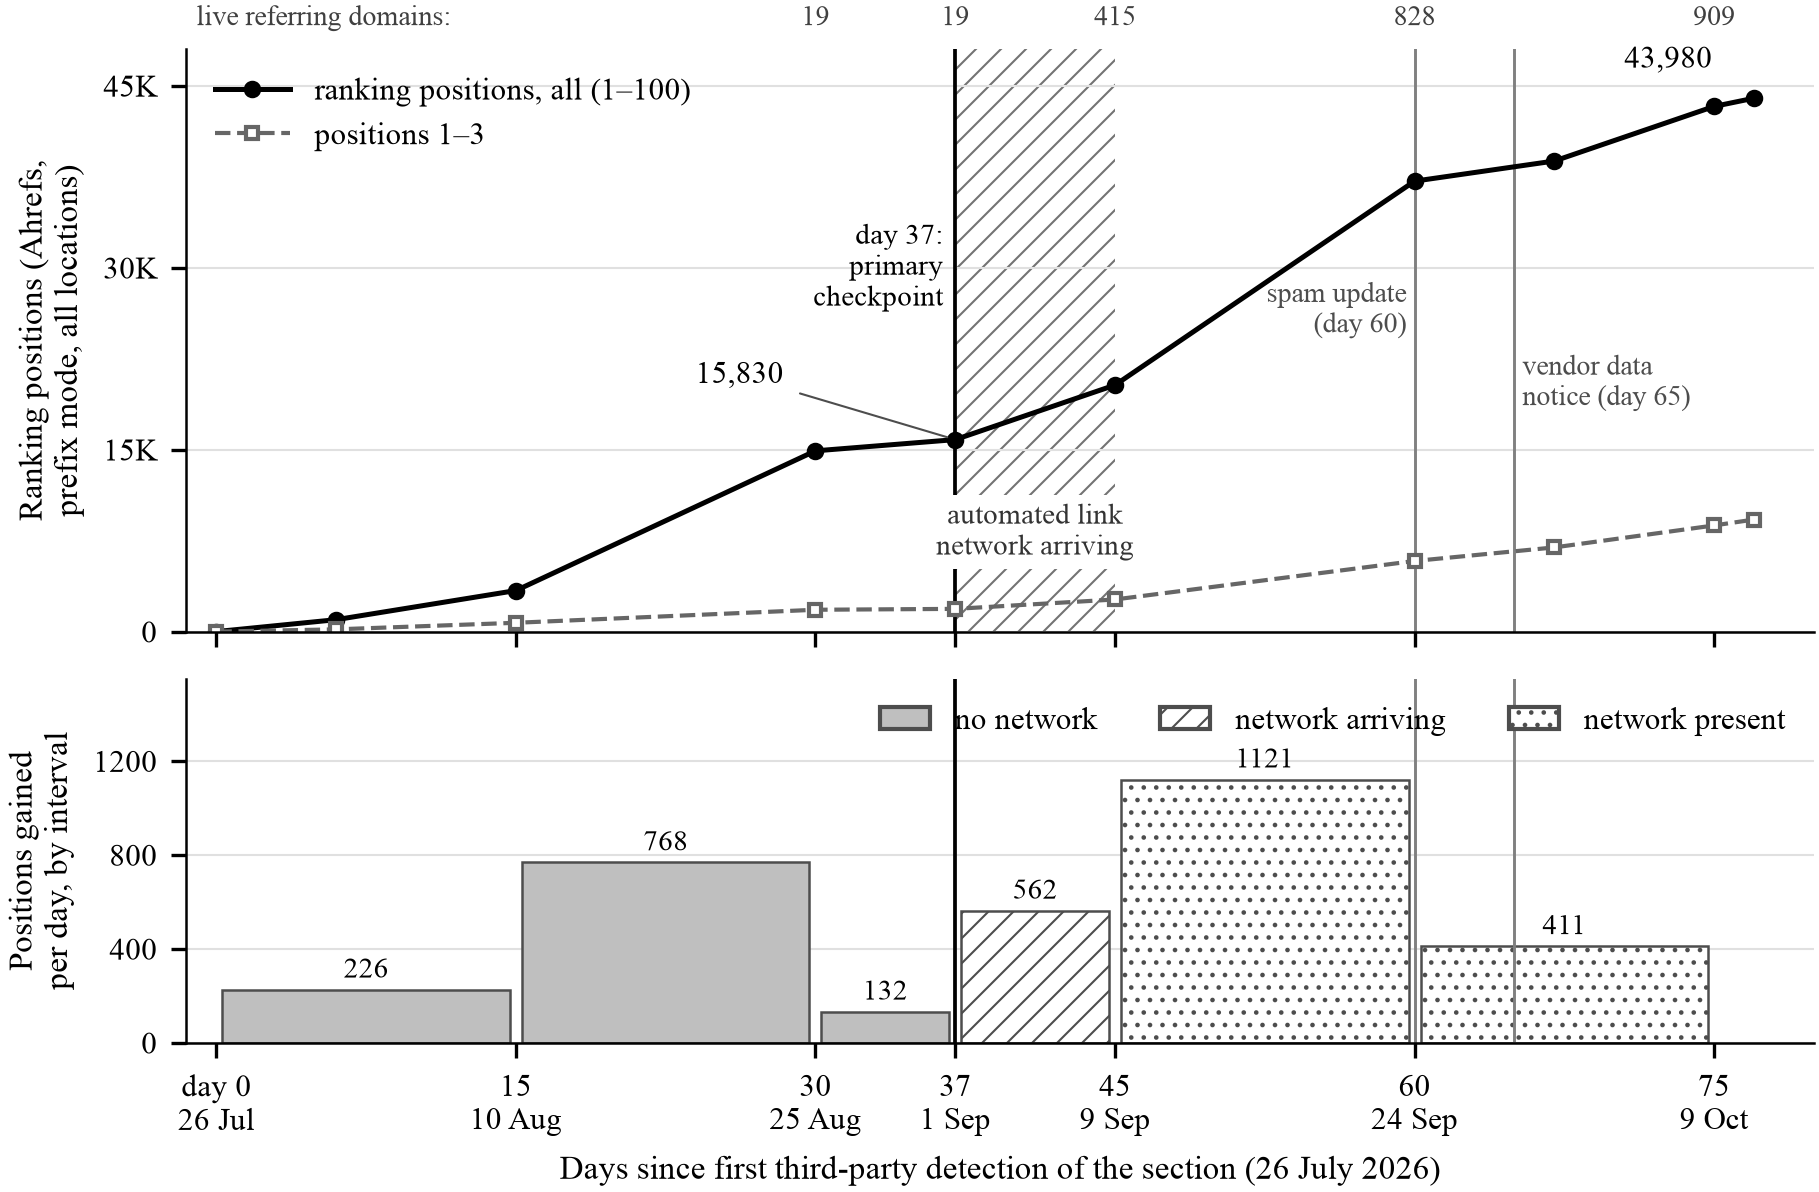 live referring domains: 19 19 415 828 909
43,980
45K
ranking positions, all (1–100)
positions 1–3
Ranking positions (Ahrefs,
prefix mode, all locations)
day 37:
primary
checkpoint
30K
spam update
(day 60)
vendor data
notice (day 65)
15,830
15K
automated link
network arriving
0
no network
network arriving
network present
Positions gained
per day, by interval
1200
1121
800
768
562
400
411
226
132
0
day 0 15 30 37 45 60 75
26 Jul 10 Aug 25 Aug 1 Sep 9 Sep 24 Sep 9 Oct
Days since first third-party detection of the section (26 July 2026)